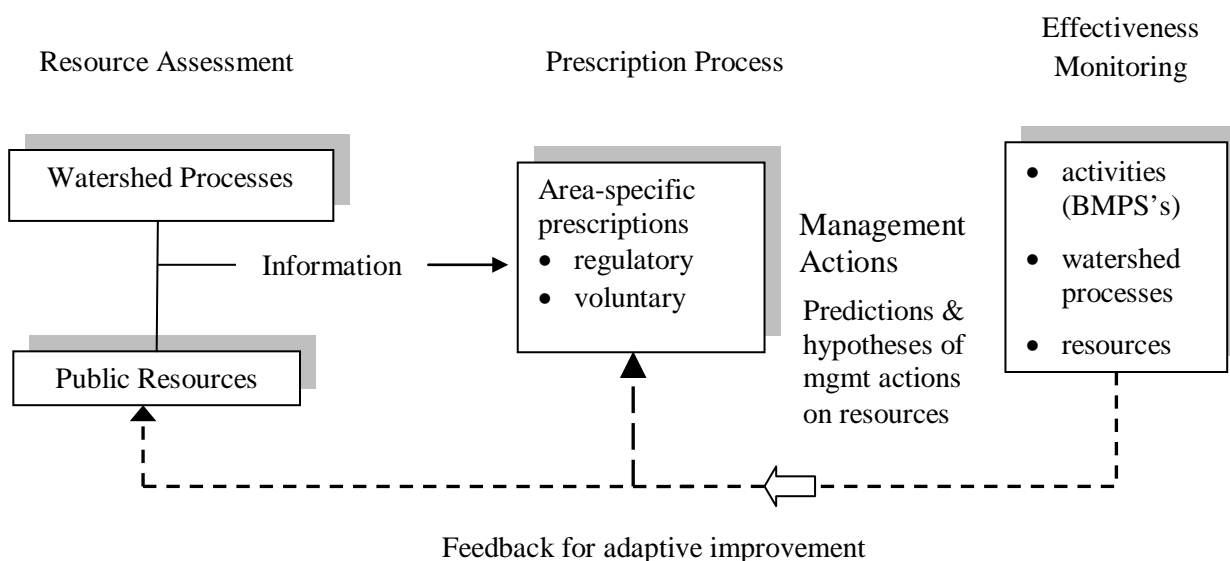 Resource Assessment
Prescription Process
Effectiveness
Monitoring
Watershed Processes
Information
Public Resources
Area-specific
prescriptions
• regulatory
• voluntary
Management
Actions
Predictions &
hypotheses of
mgmt actions
on resources
• activities
(BMPS’s)
• watershed
processes
• resources
Feedback for adaptive improvement